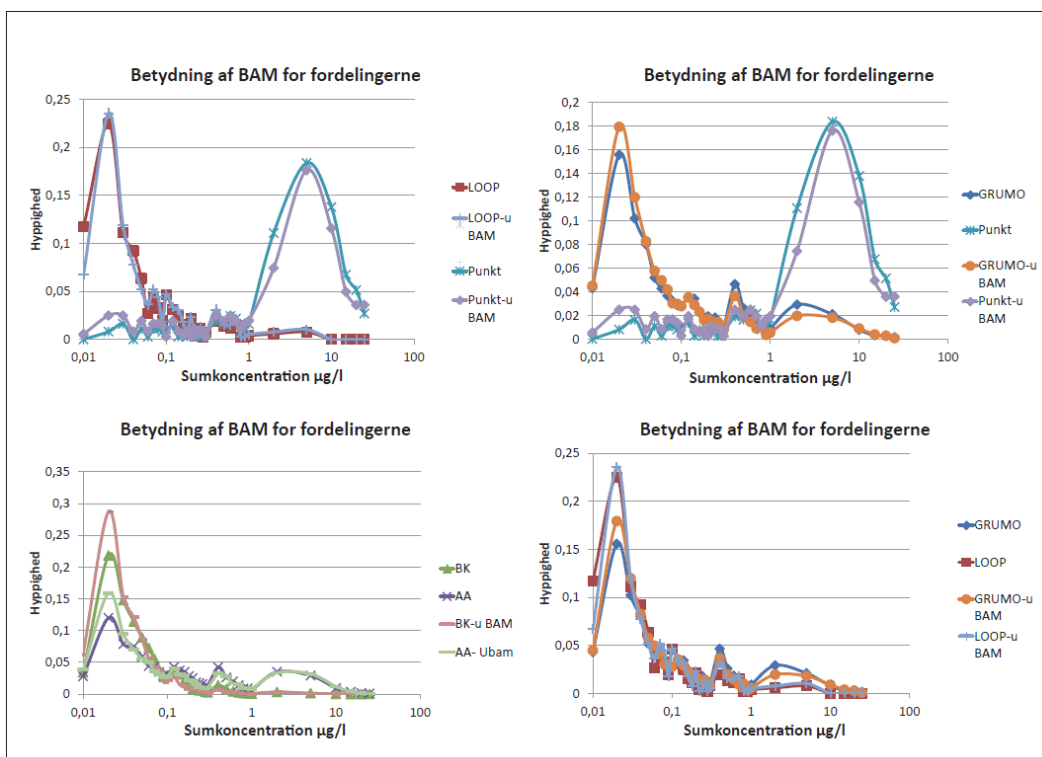 Betydning af BAM for fordelingerne
0,25
0,2
0,15
0,1
0,05
0
Hyppighed
0,01
0,1
1
10
100
Sumkoncentration µg/l
LOOP
LOOP-u
BAM
Punkt
Punkt-u
BAM
Betydning af BAM for fordelingerne
0,2
0,18
0,16
0,14
0,12
0,1
0,08
0,06
0,04
0,02
0
Hyppighed
0,01
0,1
1
10
100
Sumkoncentration µg/l
GRUMO
Punkt
GRUMO-u
BAM
Punkt-u
BAM
Betydning af BAM for fordelingerne
0,35
0,3
0,25
0,2
0,15
0,1
0,05
0
Hyppighed
0,01
0,1
1
10
100
Sumkoncentration µg/l
BK
AA
BK-u BAM
AA- Ubam
Betydning af BAM for fordelingerne
0,25
0,2
0,15
0,1
0,05
0
Hyppighed
0,01
0,1
1
10
100
Sumkoncentration µg/l
GRUMO
LOOP
GRUMO-u
BAM
LOOP-u
BAM